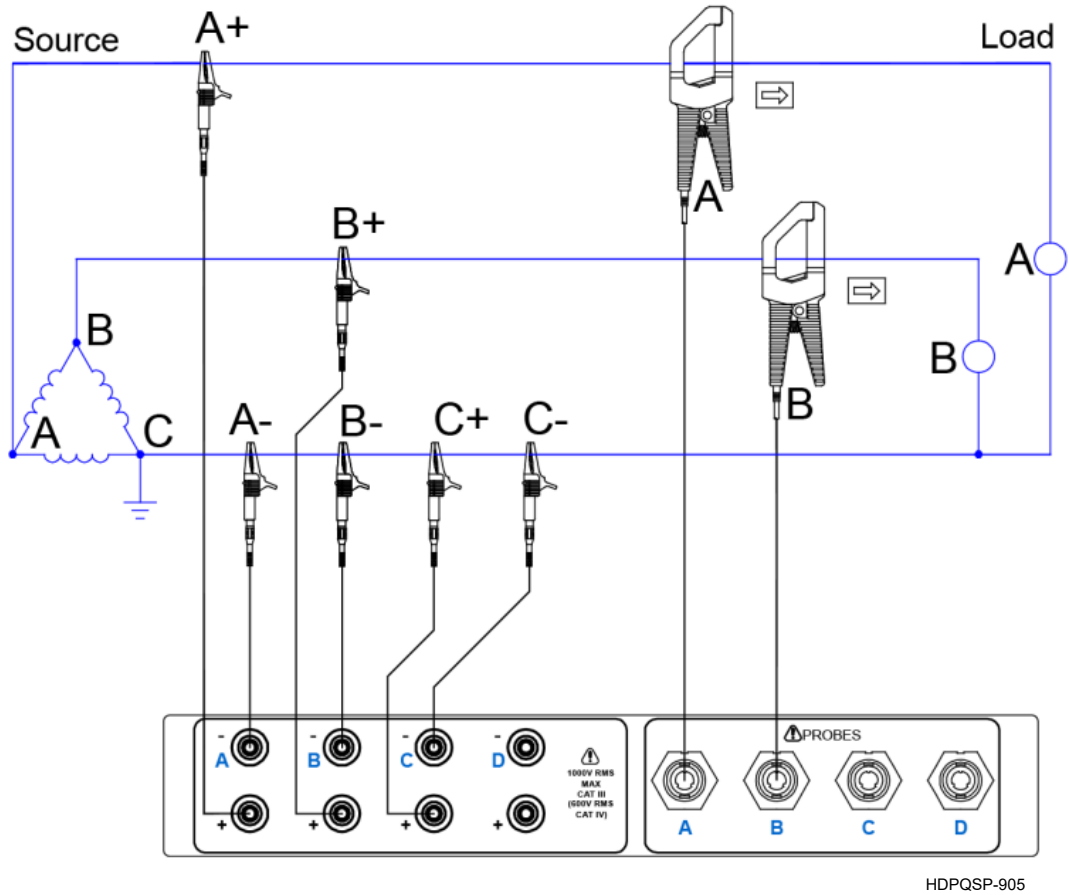 Source
A+
Load
A
B+
A
B
B
B
A
C
A-
B-
C+
C-
-
-
-
-
A
B
C
D
+
+
+
+
1000V RMS
MAX
CAT III
(600V RMS
CAT IV)
PROBES
A
B
C
D
HDPQSP-905